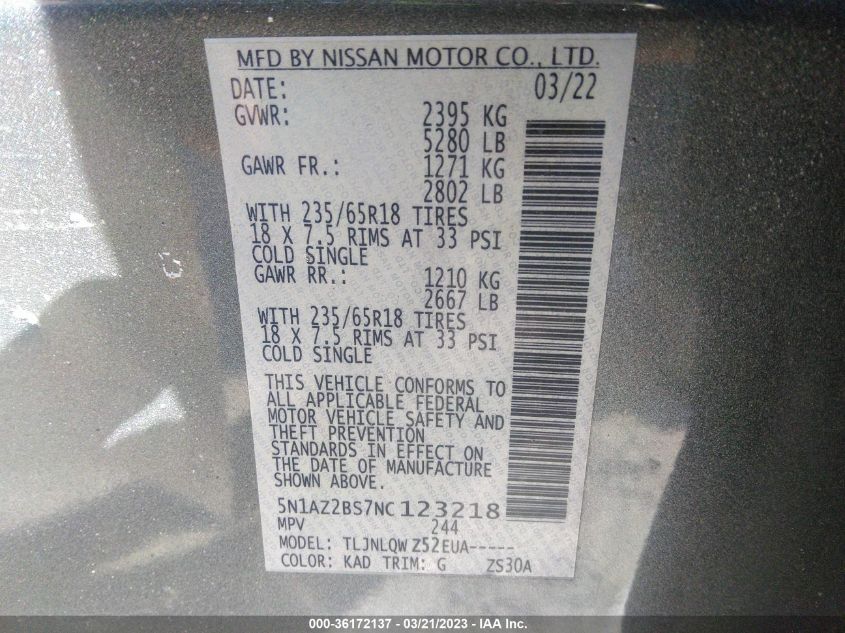 MFD BY NISSAN MOTOR CO., LTD.
DATE: 03/22
GVWR: 2395 KG
5280 LB
GAWR FR.: 1271 KG
2802 LB
WITH 235/65R18 TIRES
18 X 7.5 RIMS AT 33 PSI
COLD SINGLE
GAWR RR.: 1210 KG
2667 LB
WITH 235/65R18 TIRES
18 X 7.5 RIMS AT 33 PSI
COLD SINGLE
THIS VEHICLE CONFORMS TO
ALL APPLICABLE FEDERAL
MOTOR VEHICLE SAFETY AND
THEFT PREVENTION
STANDARDS IN EFFECT ON
THE DATE OF MANUFACTURE
SHOWN ABOVE.
5N1AZ2BS7NC123218
MPV 244
MODEL: TLJNLQW Z52EUA-----
COLOR: KAD TRIM: G ZS30A
000-36172137 - 03/21/2023 - IAA Inc.